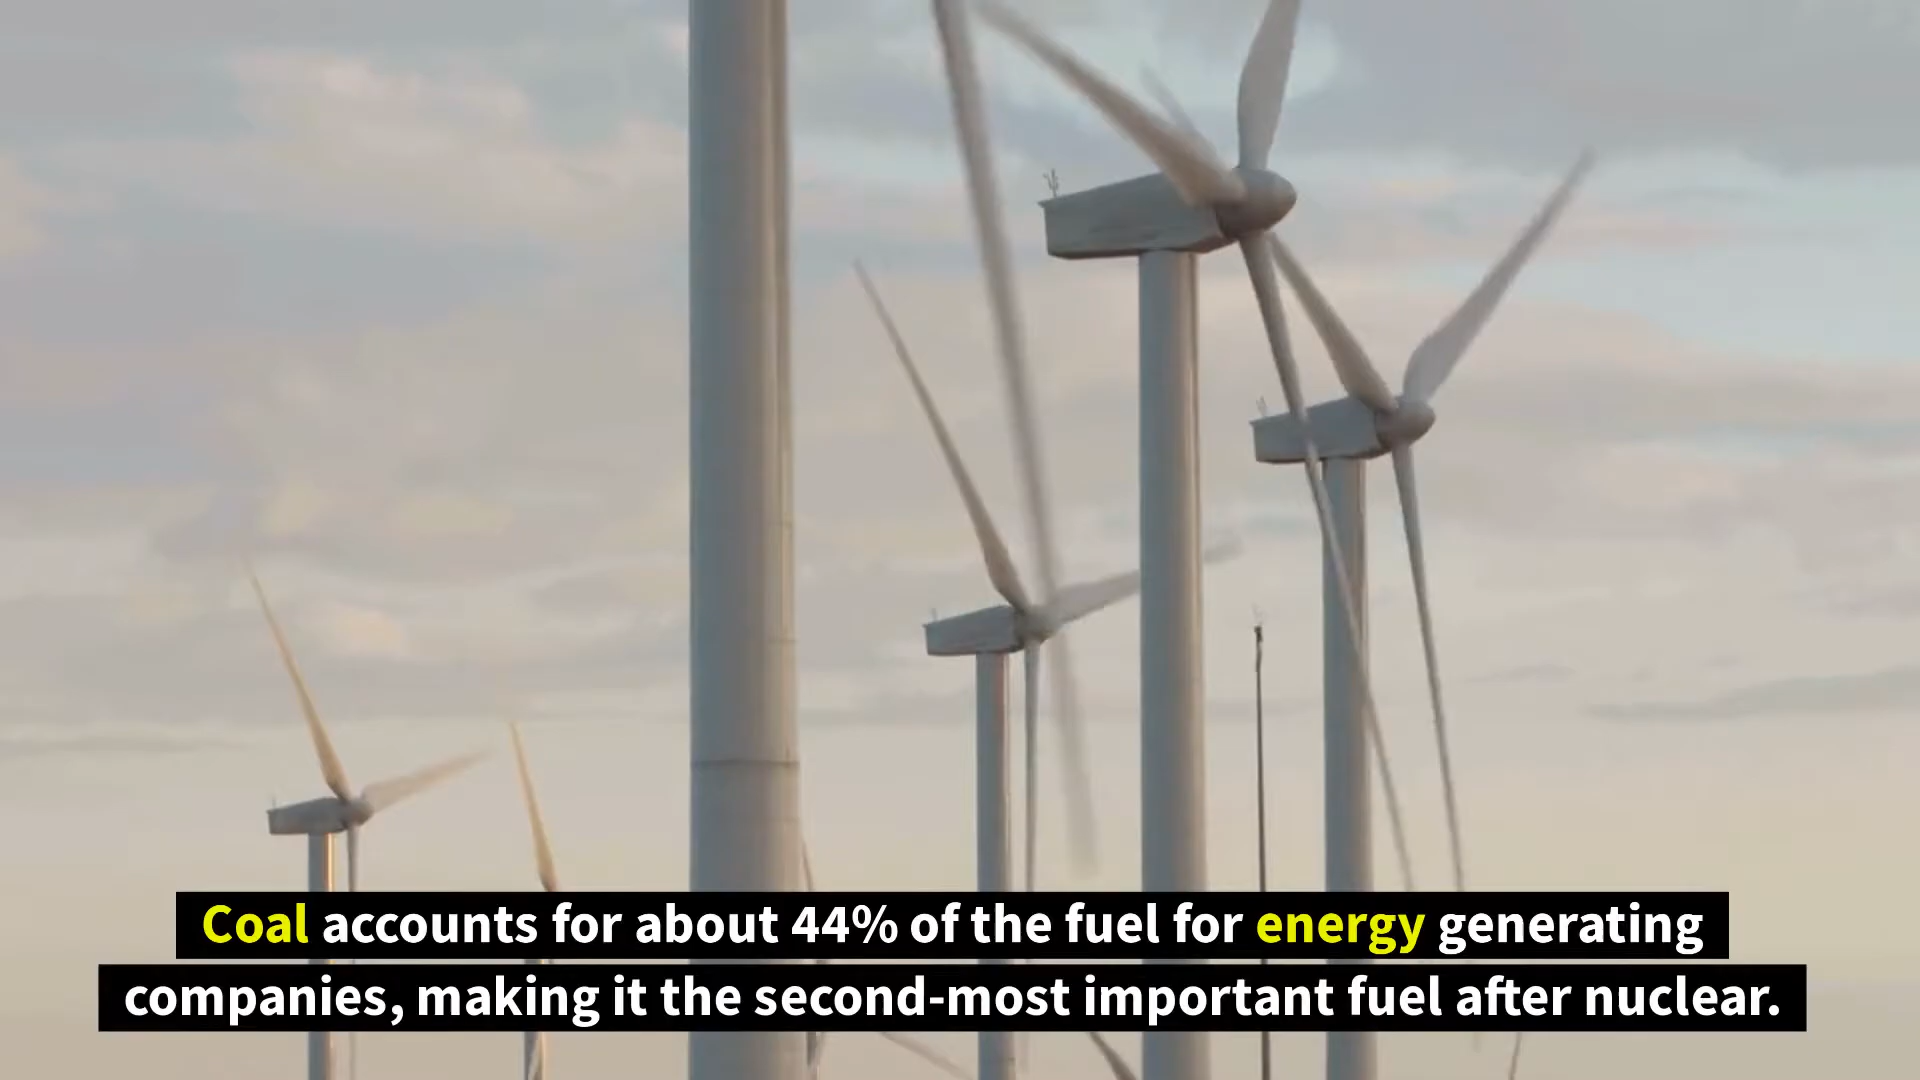 Coal accounts for about 44% of the fuel for energy generating
companies, making it the second-most important fuel after nuclear.